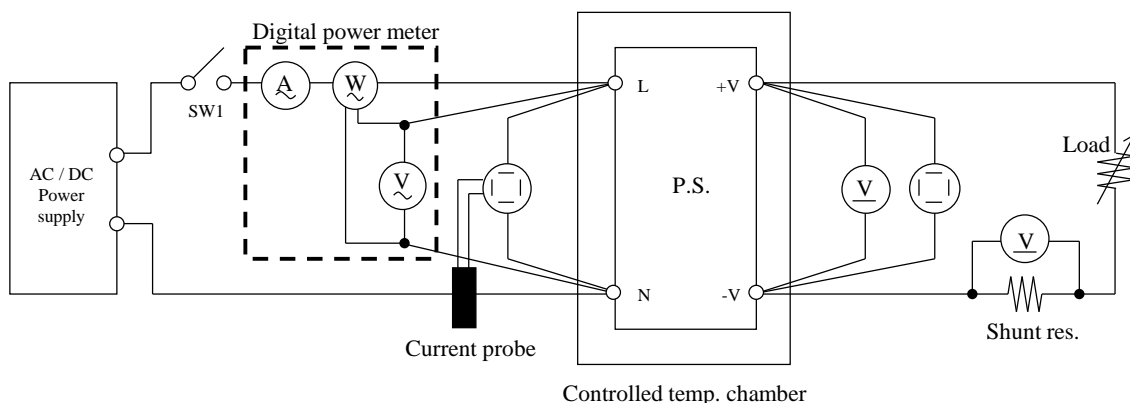 Digital power meter
A
W
SW1
L
+V
Load
AC / DC
Power
supply
V
P.S.
V
V
N
-V
Shunt res.
Current probe
Controlled temp. chamber